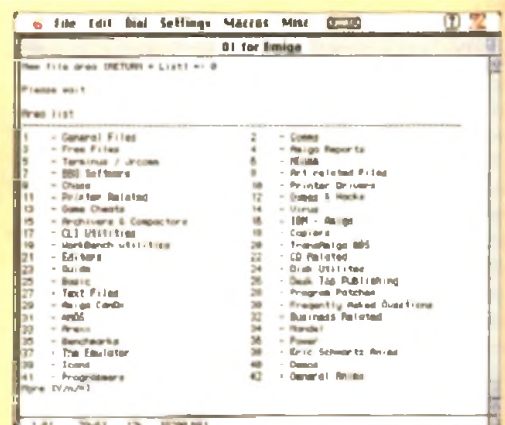 File Edit Dial Settings Macros Misc
01 for Amiga
New file area (RETURN = List) =: 0
Please wait
Area list
1 - General Files 2 - Comms
3 - Free Files 4 - Amiga Reports
5 - Terminus / Jrcomm 6 -
7 - BBS Software 8 - Art related Files
9 - Chaos 10 - Printer Drivers
11 - Printer Related 12 - Games & Hacks
13 - Game Cheats 14 - Virus
15 - Archivers & Compactors 16 - IBM - Amiga
17 - CLI Utilities 18 - Copiers
19 - WorkBench utilities 20 - TransAmiga BBS
21 - Editors 22 - CD Related
23 - Guide 24 - Disk Utilites
25 - Basic 26 - Desk Top Publishing
27 - Text Files 28 - Program Patches
29 - Amiga 30 - Frequently Asked Questions
31 - AMOS 32 - Business Related
33 - Arexx 34 - Mandel
35 - Benchmarks 36 - Power
37 - The Emulator 38 - Eric Schwartz Anims
39 - Icons 40 - Demos
41 - Programmers 42 - General Anims
More [Y/n/=]